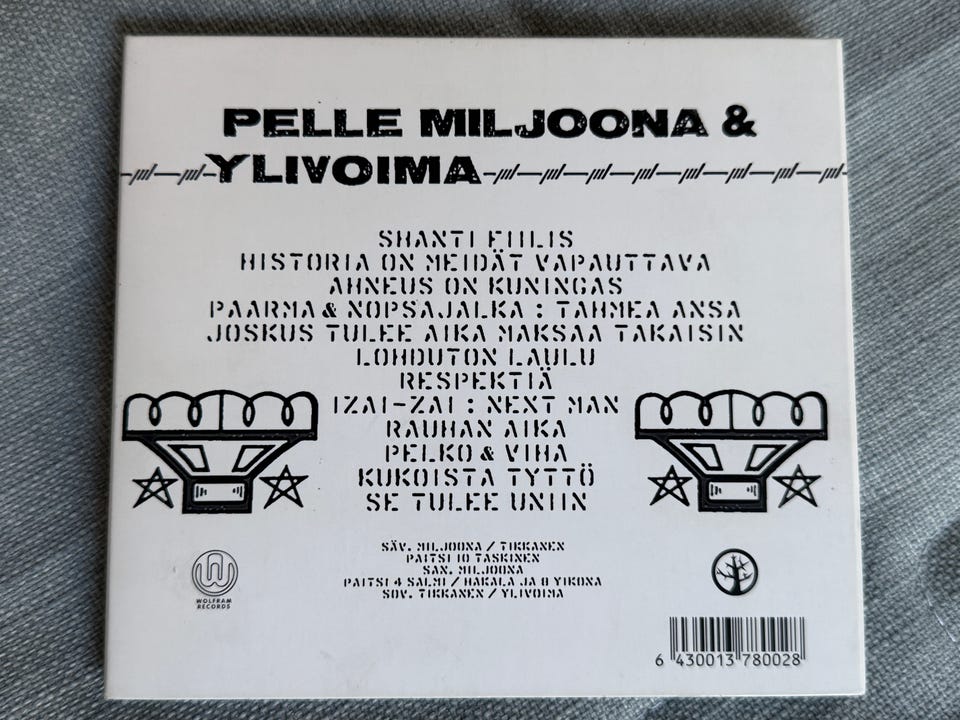 PELLE MILJOONA &
YLIVOIMA
SHANTI FIILIS
HISTORIA ON MEIDÄT VAPAUTTAVA
AHNEUS ON KUNINGAS
PAARMA & NOPSAJALKA : TAHMEA ANSA
JOSKUS TULEE AIKA MAKSAA TAKAISIN
LOHDUTON LAULU
RESPEKTIÄ
IZAI-ZAI : NEXT MAN
RAUHAN AIKA
PELKO & VIHA
KUKOISTA TYTTÖ
SE TULEE UNIIN
SÄV. MILJOONA / TIKKANEN
PAITSI 10 TASKINEN
SAN. MILJOONA
PAITSI 4 SALMI / HAKALA JA 8 YIKONA
SOV. TIKKANEN / YLIVOIMA
W
WOLFRAM
RECORDS
6 430013 780028